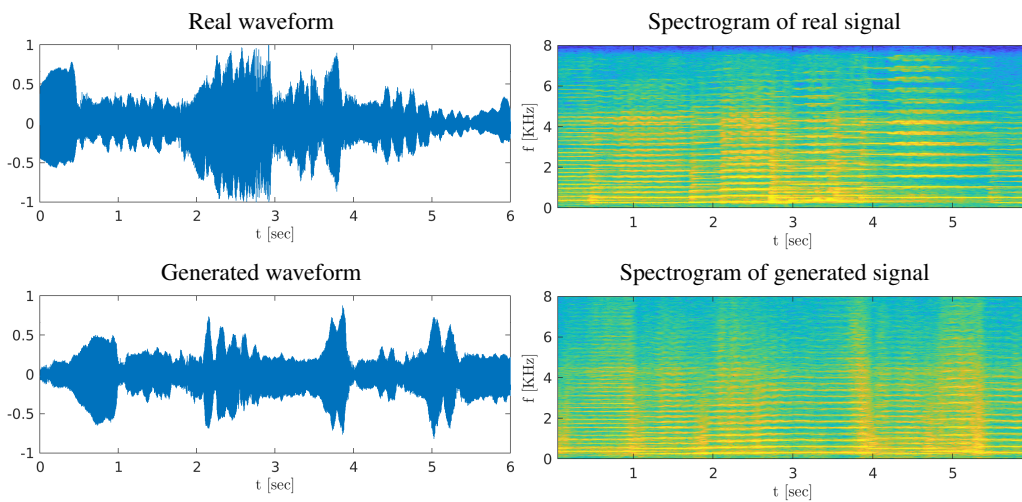 Real waveform
1
0.5
0
-0.5
-1
0 1 2 3 4 5 6
t [sec]
Spectrogram of real signal
8
6
4
2
0
f [KHz]
1 2 3 4 5
t [sec]
Generated waveform
1
0.5
0
-0.5
-1
0 1 2 3 4 5 6
t [sec]
Spectrogram of generated signal
8
6
4
2
0
f [KHz]
1 2 3 4 5
t [sec]